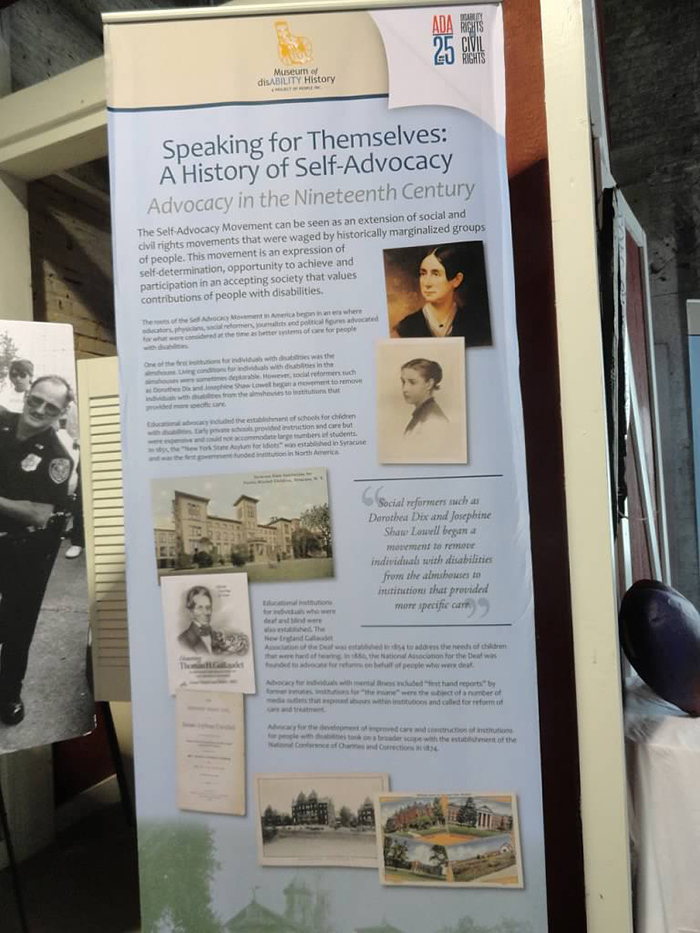 Museum of
disABILITY History
A PROJECT OF PEOPLE INC.
ADA
25
DISABILITY
RIGHTS
CIVIL
RIGHTS
Speaking for Themselves:
A History of Self-Advocacy
Advocacy in the Nineteenth Century
The Self-Advocacy Movement can be seen as an extension of social and
civil rights movements that were waged by historically marginalized groups
of people. This movement is an expression of
self-determination, opportunity to achieve and
participation in an accepting society that values
contributions of people with disabilities.
The roots of the Self-Advocacy Movement in America began in an era where
educators, physicians, social reformers, journalists and political figures advocated
for what were considered at the time as better systems of care for people
with disabilities.
One of the first institutions for individuals with disabilities was the
almshouse. Living conditions for individuals with disabilities in the
almshouses were sometimes deplorable. However, social reformers such
as Dorothea Dix and Josephine Shaw Lowell began a movement to remove
individuals with disabilities from the almshouses to institutions that
provided more specific care.
Educational advocacy included the establishment of schools for children
with disabilities. Early private schools provided instruction and care but
were expensive and could not accommodate large numbers of students.
In 1851, the "New York State Asylum for Idiots" was established in Syracuse
and was the first government-funded institution in North America.
“Social reformers such as
Dorothea Dix and Josephine
Shaw Lowell began a
movement to remove
individuals with disabilities
from the almshouses to
institutions that provided
more specific care.”
Thomas H. Gallaudet
Educational institutions
for individuals who were
deaf and blind were
also established. The
New England Gallaudet
Association of the Deaf was established in 1854 to address the needs of children
that were hard of hearing. In 1880, the National Association for the Deaf was
founded to advocate for reforms on behalf of people who were deaf.
Advocacy for individuals with mental illness included "first hand reports" by
former inmates. Institutions for "the insane" were the subject of a number of
media outlets that exposed abuses within institutions and called for reform of
care and treatment.
Advocacy for the development of improved care and construction of institutions
for people with disabilities took on a broader scope with the establishment of the
National Conference of Charities and Corrections in 1874.